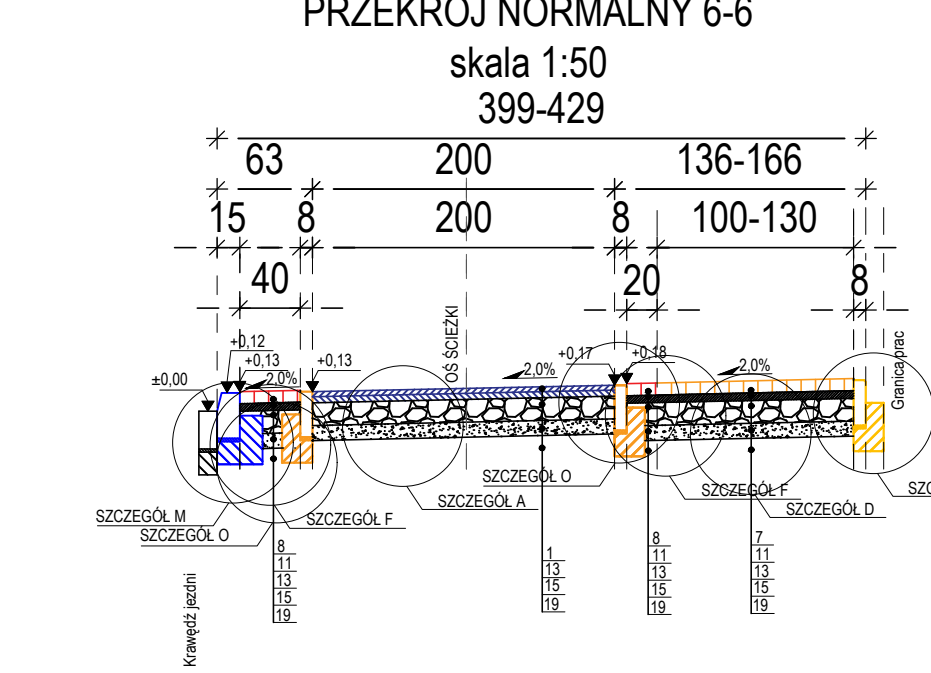 PRZEKRÓJ NORMALNY 6-6
skala 1:50
399-429
63 200 136-166
15 8 200 8 100-130
40 20 8
OŚ ŚCIEŻKI
Granica prac
+0,12
+0,13 +0,13 +0,17 +0,18
±0,00 2,0% 2,0% 2,0%
SZCZEGÓŁ O
SZCZEGÓŁ F
SZCZEGÓŁ A
SZCZEGÓŁ D
SZC
SZCZEGÓŁ M
SZCZEGÓŁ F
SZCZEGÓŁ O
8 1 8 7
11 13 11 11
13 15 13 13
15 19 15 15
19 19 19
Krawędź jezdni